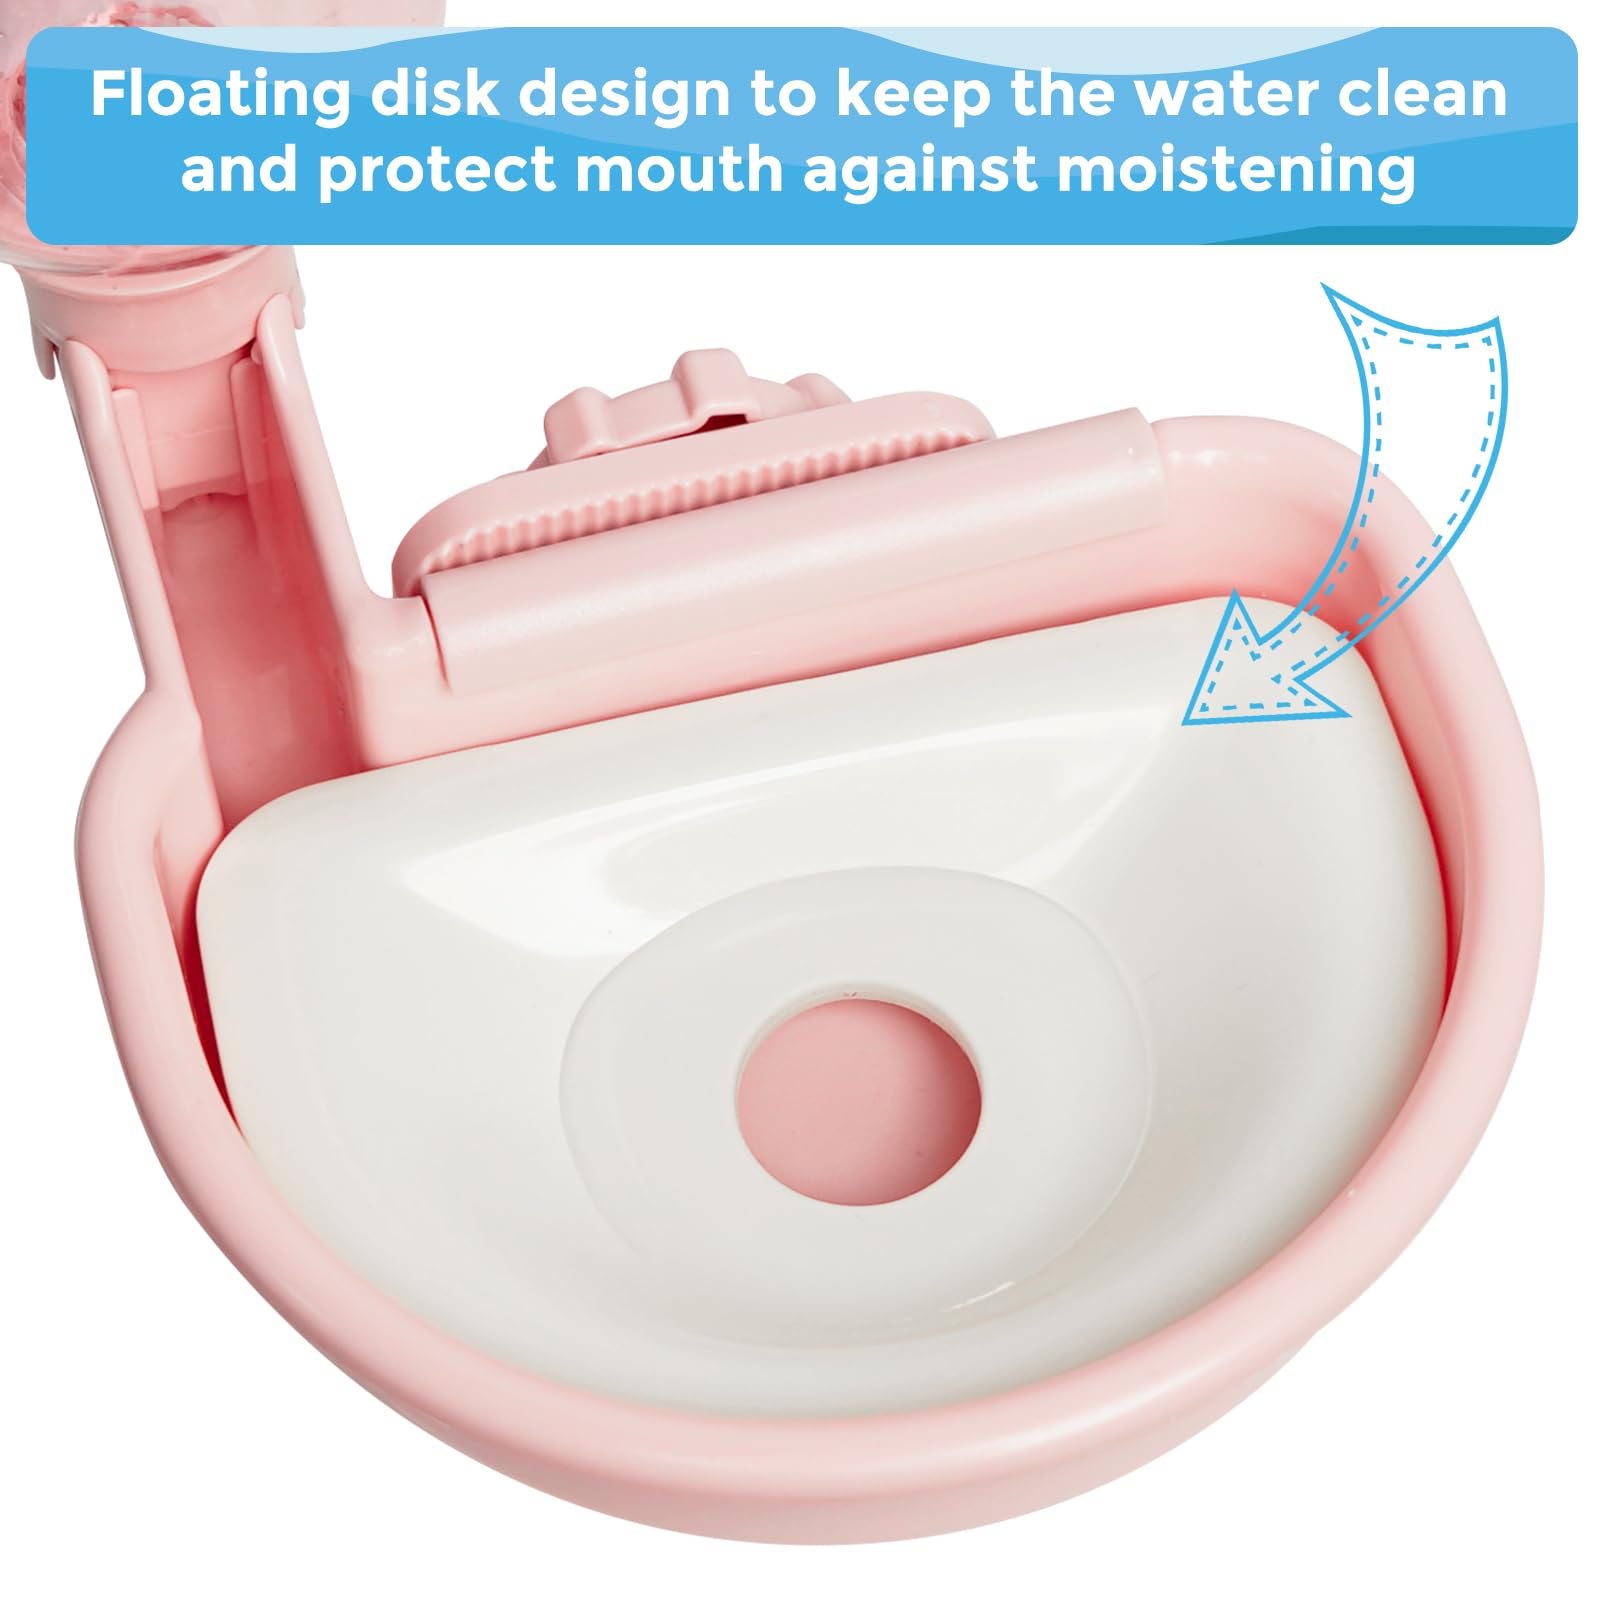 Floating disk design to keep the water clean
and protect mouth against moistening